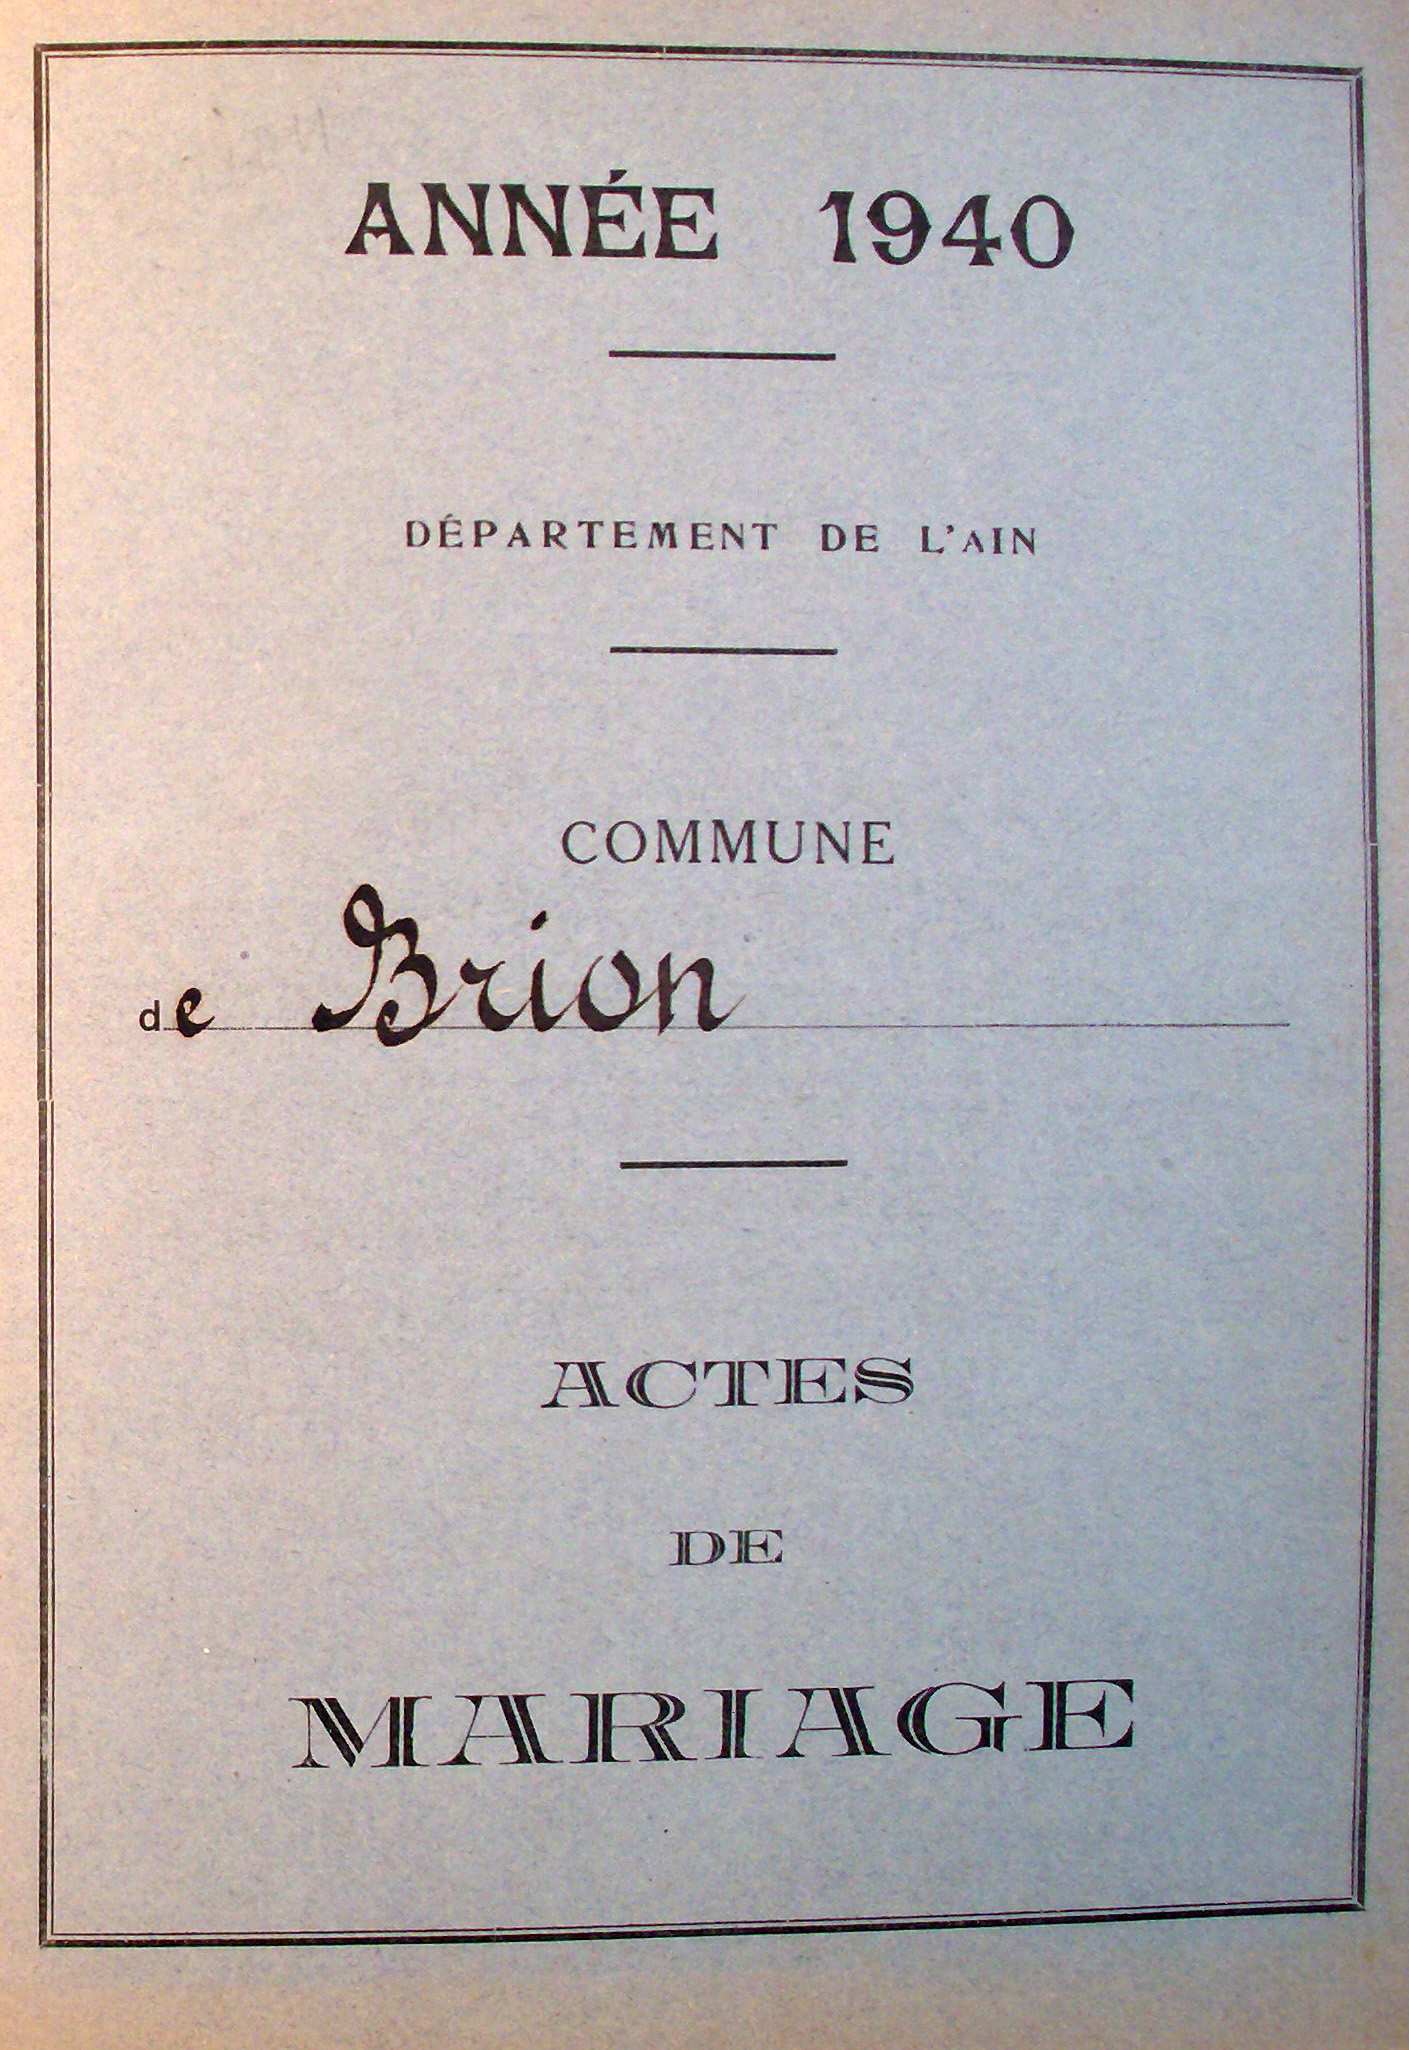 ANNÉE 1940
DÉPARTEMENT DE L'AIN
COMMUNE
de Brion
ACTES
DE
MARIAGE